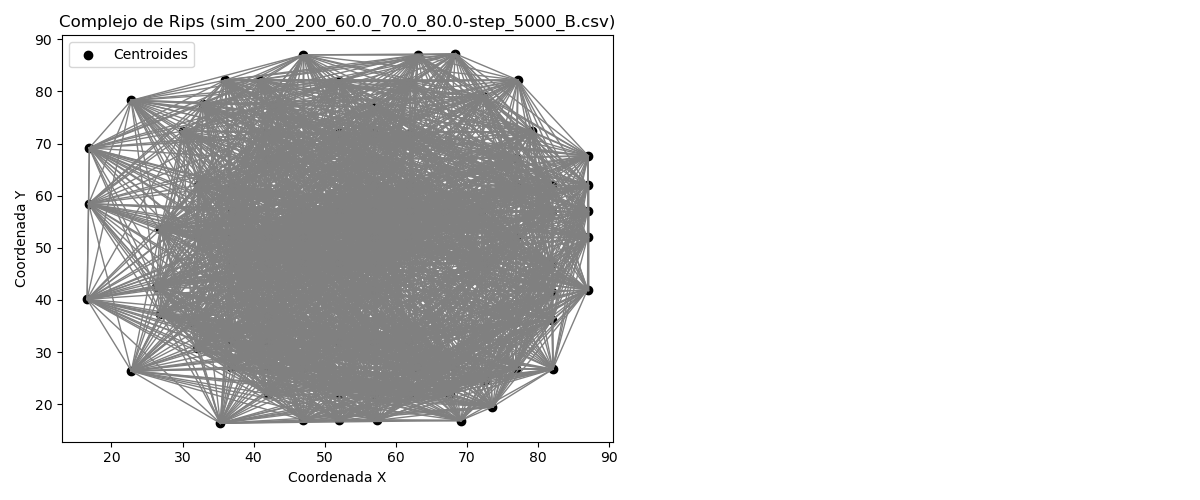 Complejo de Rips (sim_200_200_60.0_70.0_80.0-step_5000_B.csv)
Centroides
90
80
70
60
50
40
30
20
Coordenada Y
20 30 40 50 60 70 80 90
Coordenada X